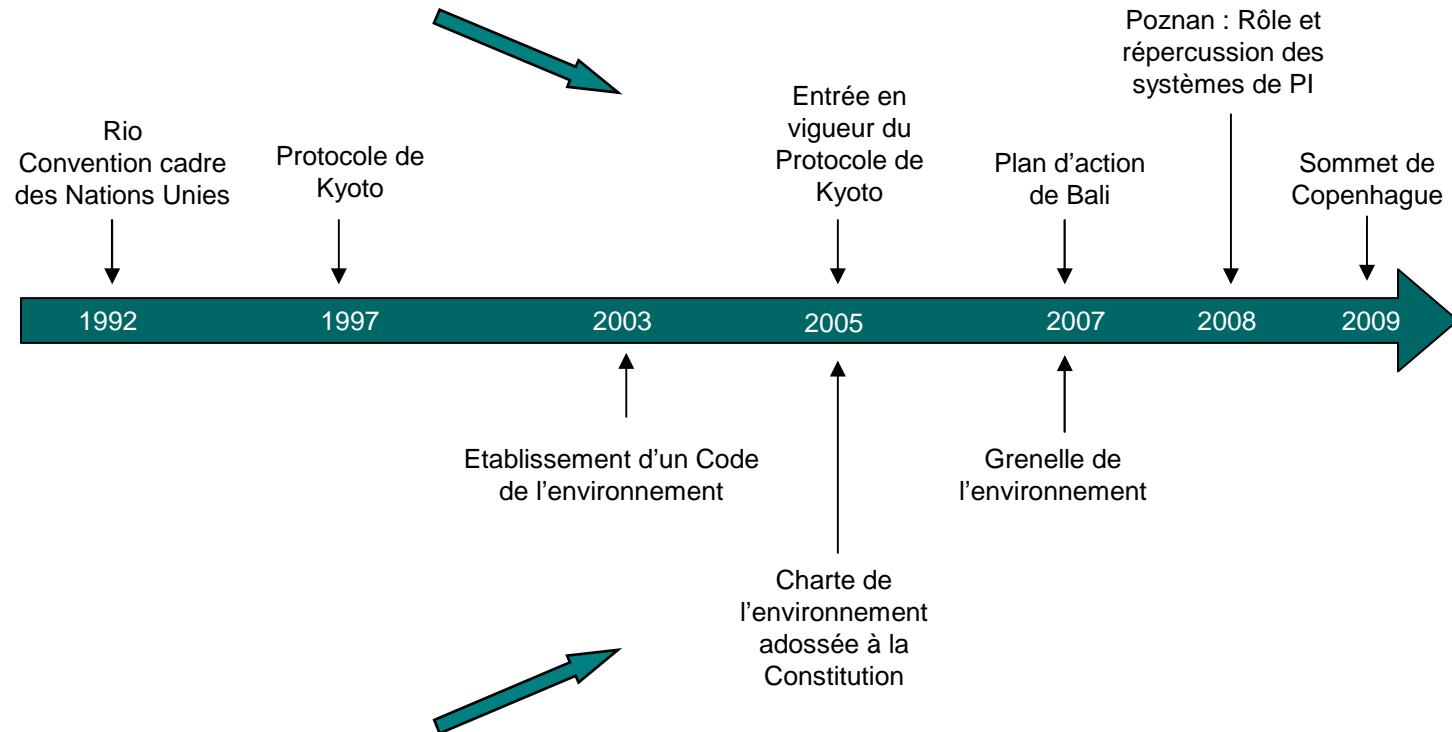 Poznan : Rôle et
répercussion des
systèmes de PI
Entrée en
vigueur du
Protocole de
Kyoto
Rio
Convention cadre
des Nations Unies
Protocole de
Kyoto
Plan d’action
de Bali
Sommet de
Copenhague
1992
1997
2003
2005
2007
2008
2009
Etablissement d’un Code
de l’environnement
Grenelle de
l’environnement
Charte de
l’environnement
adossée à la
Constitution